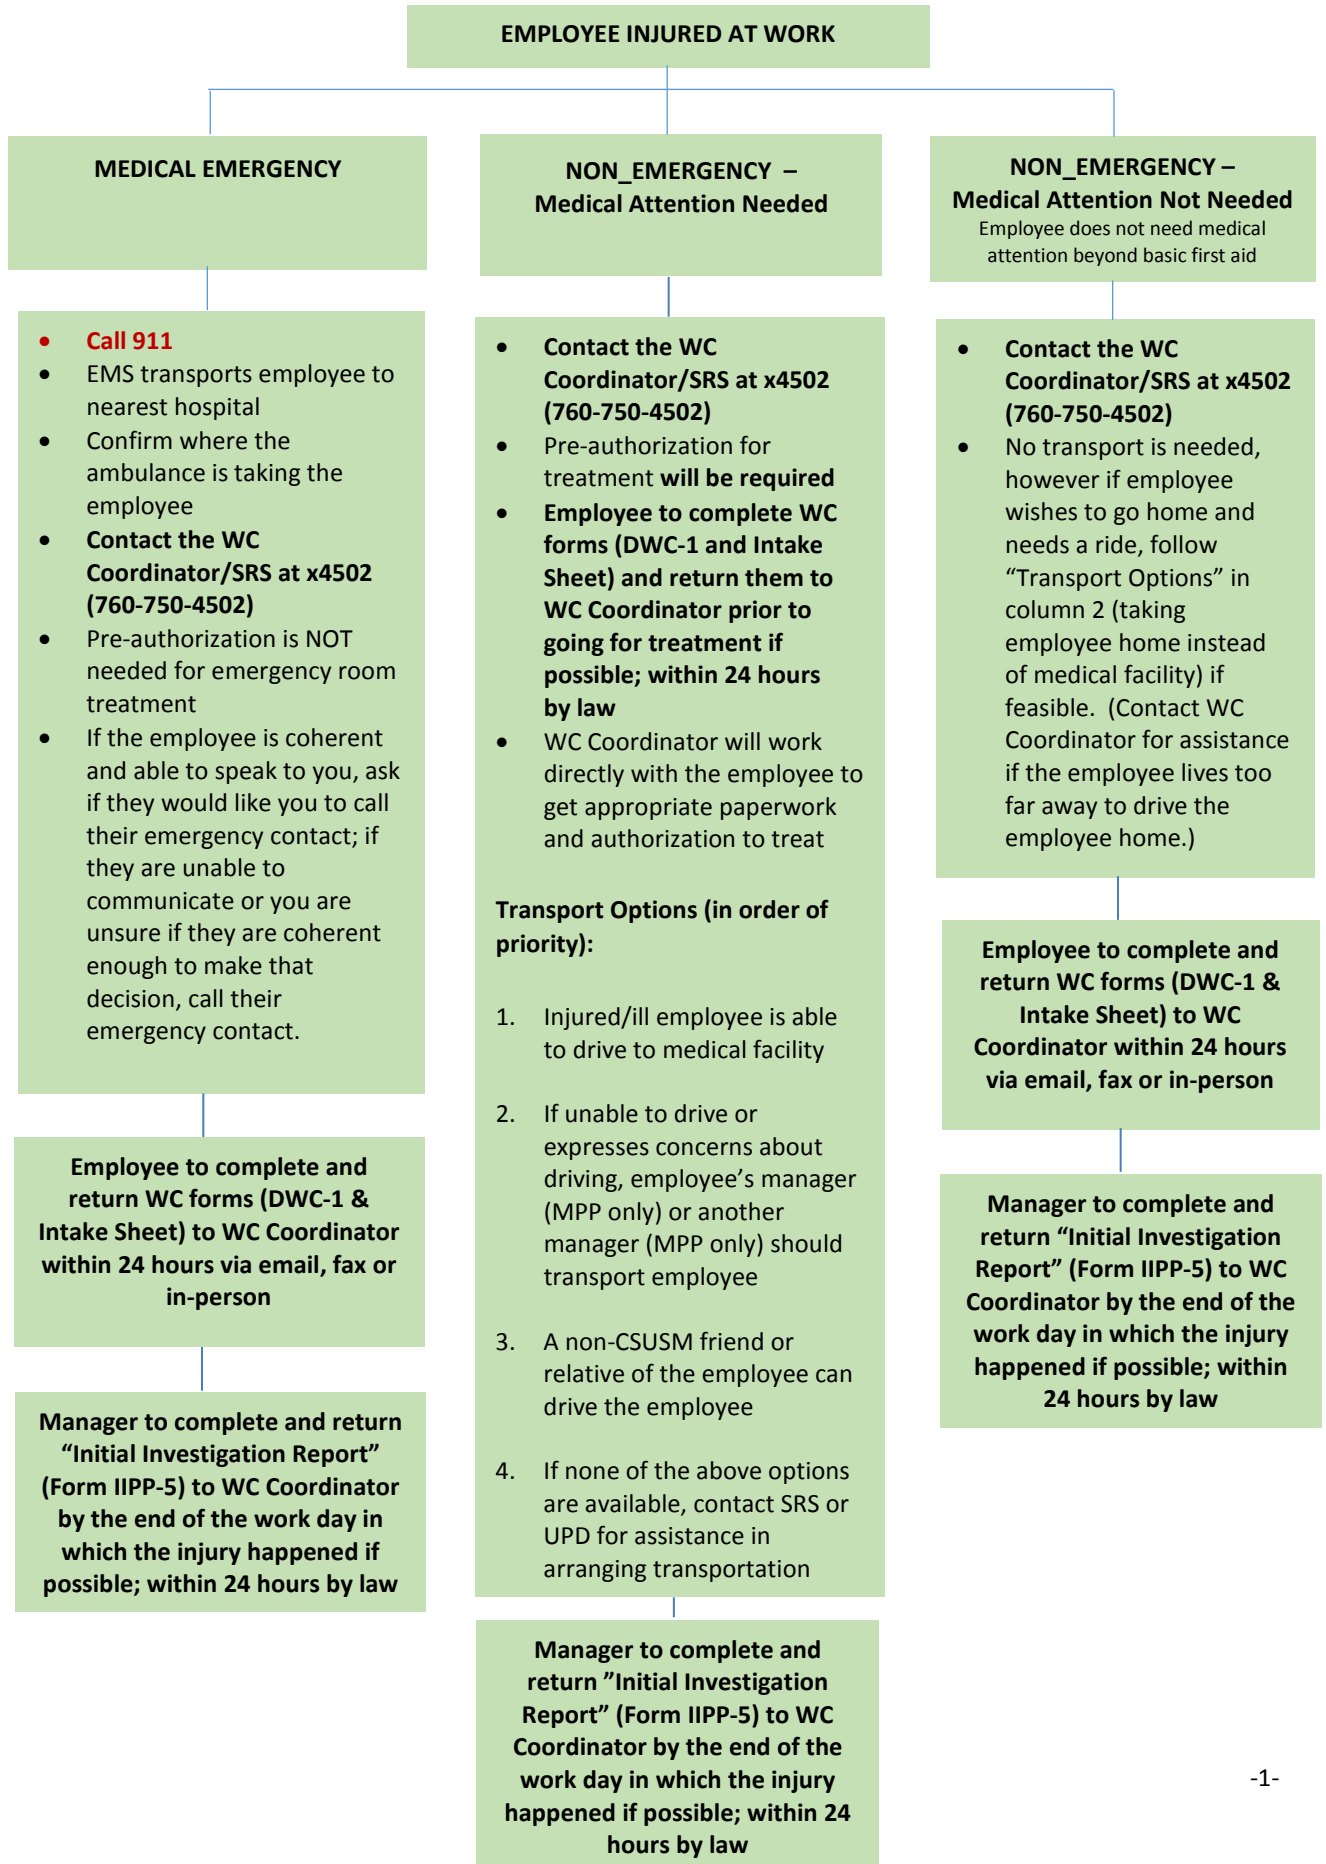 EMPLOYEE INJURED AT WORK
MEDICAL EMERGENCY
• Call 911
• EMS transports employee to
nearest hospital
• Confirm where the
ambulance is taking the
employee
• Contact the WC
Coordinator/SRS at x4502
(760-750-4502)
• Pre-authorization is NOT
needed for emergency room
treatment
• If the employee is coherent
and able to speak to you, ask
if they would like you to call
their emergency contact; if
they are unable to
communicate or you are
unsure if they are coherent
enough to make that
decision, call their
emergency contact.
Employee to complete and
return WC forms (DWC-1 &
Intake Sheet) to WC Coordinator
within 24 hours via email, fax or
in-person
Manager to complete and return
“Initial Investigation Report”
(Form IIPP-5) to WC Coordinator
by the end of the work day in
which the injury happened if
possible; within 24 hours by law
NON_EMERGENCY –
Medical Attention Needed
• Contact the WC
Coordinator/SRS at x4502
(760-750-4502)
• Pre-authorization for
treatment will be required
• Employee to complete WC
forms (DWC-1 and Intake
Sheet) and return them to
WC Coordinator prior to
going for treatment if
possible; within 24 hours
by law
• WC Coordinator will work
directly with the employee to
get appropriate paperwork
and authorization to treat
Transport Options (in order of
priority):
1. Injured/ill employee is able
to drive to medical facility
2. If unable to drive or
expresses concerns about
driving, employee’s manager
(MPP only) or another
manager (MPP only) should
transport employee
3. A non-CSUSM friend or
relative of the employee can
drive the employee
4. If none of the above options
are available, contact SRS or
UPD for assistance in
arranging transportation
Manager to complete and
return ”Initial Investigation
Report” (Form IIPP-5) to WC
Coordinator by the end of the
work day in which the injury
happened if possible; within 24
hours by law
NON_EMERGENCY –
Medical Attention Not Needed
Employee does not need medical
attention beyond basic first aid
• Contact the WC
Coordinator/SRS at x4502
(760-750-4502)
• No transport is needed,
however if employee
wishes to go home and
needs a ride, follow
“Transport Options” in
column 2 (taking
employee home instead
of medical facility) if
feasible. (Contact WC
Coordinator for assistance
if the employee lives too
far away to drive the
employee home.)
Employee to complete and
return WC forms (DWC-1 &
Intake Sheet) to WC
Coordinator within 24 hours
via email, fax or in-person
Manager to complete and
return “Initial Investigation
Report” (Form IIPP-5) to WC
Coordinator by the end of the
work day in which the injury
happened if possible; within
24 hours by law
-1-